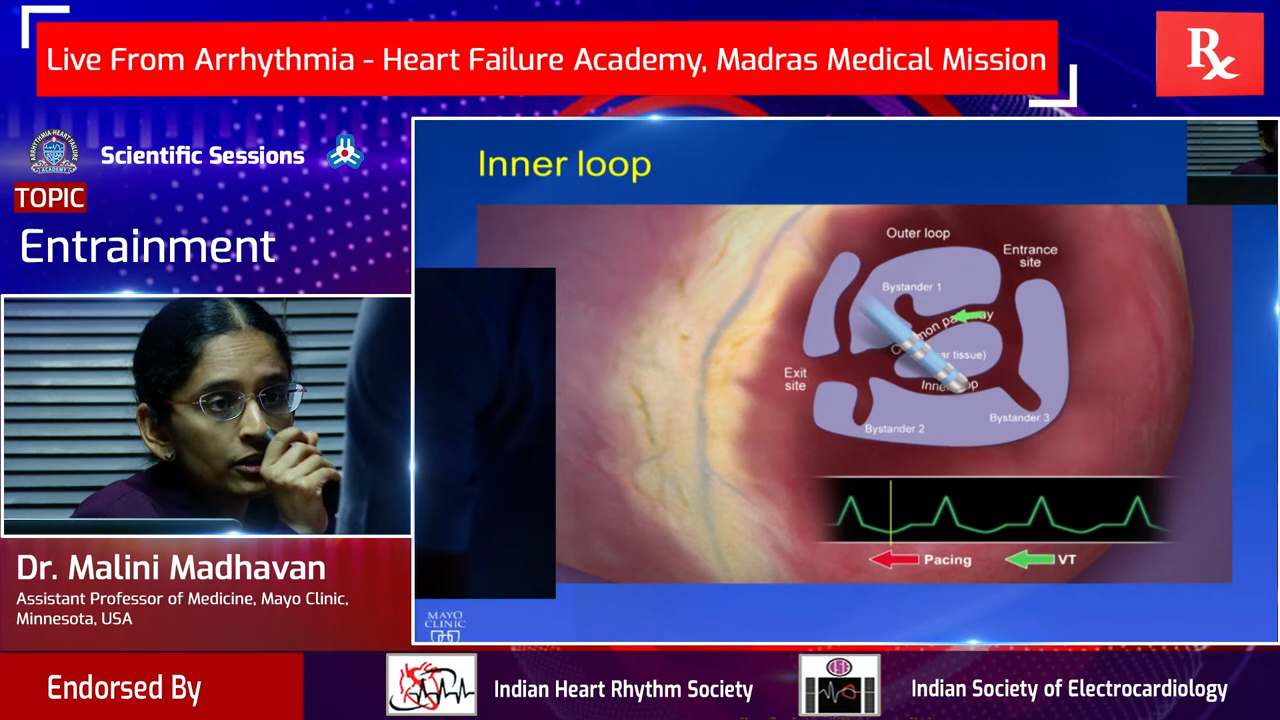 Live From Arrhythmia - Heart Failure Academy, Madras Medical Mission
Rx
Scientific Sessions
TOPIC
Entrainment
Inner loop
Outer loop
Entrance
site
Bystander 1
Exit
site
Bystander 2
Bystander 3
Pacing
VT
MAYO
CLINIC
Dr. Malini Madhavan
Assistant Professor of Medicine, Mayo Clinic,
Minnesota, USA
Endorsed By
Indian Heart Rhythm Society
Indian Society of Electrocardiology